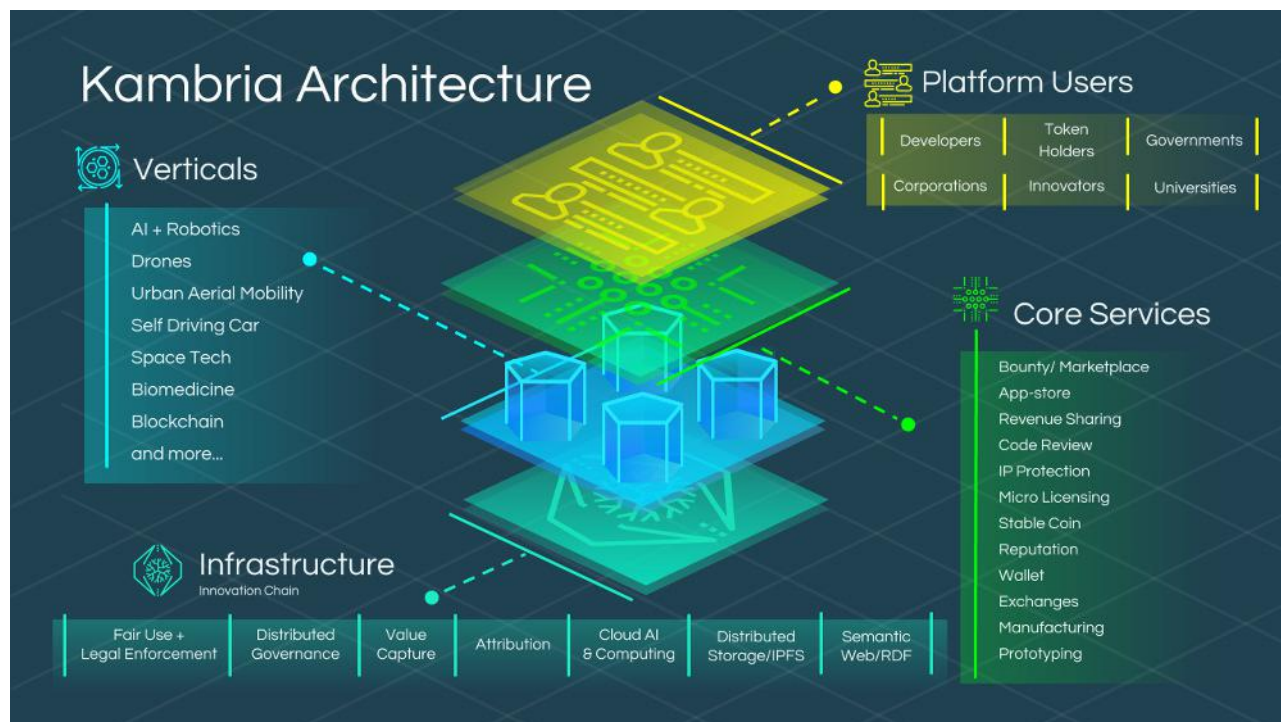 Kambria Architecture
Platform Users
Developers
Token
Holders
Governments
Corporations
Innovators
Universities
Verticals
AI + Robotics
Drones
Urban Aerial Mobility
Self Driving Car
Space Tech
Biomedicine
Blockchain
and more...
Core Services
Bounty/ Marketplace
App-store
Revenue Sharing
Code Review
IP Protection
Micro Licensing
Stable Coin
Reputation
Wallet
Exchanges
Manufacturing
Prototyping
Infrastructure
Innovation Chain
Fair Use +
Legal Enforcement
Distributed
Governance
Value
Capture
Attribution
Cloud AI
& Computing
Distributed
Storage/IPFS
Semantic
Web/RDF